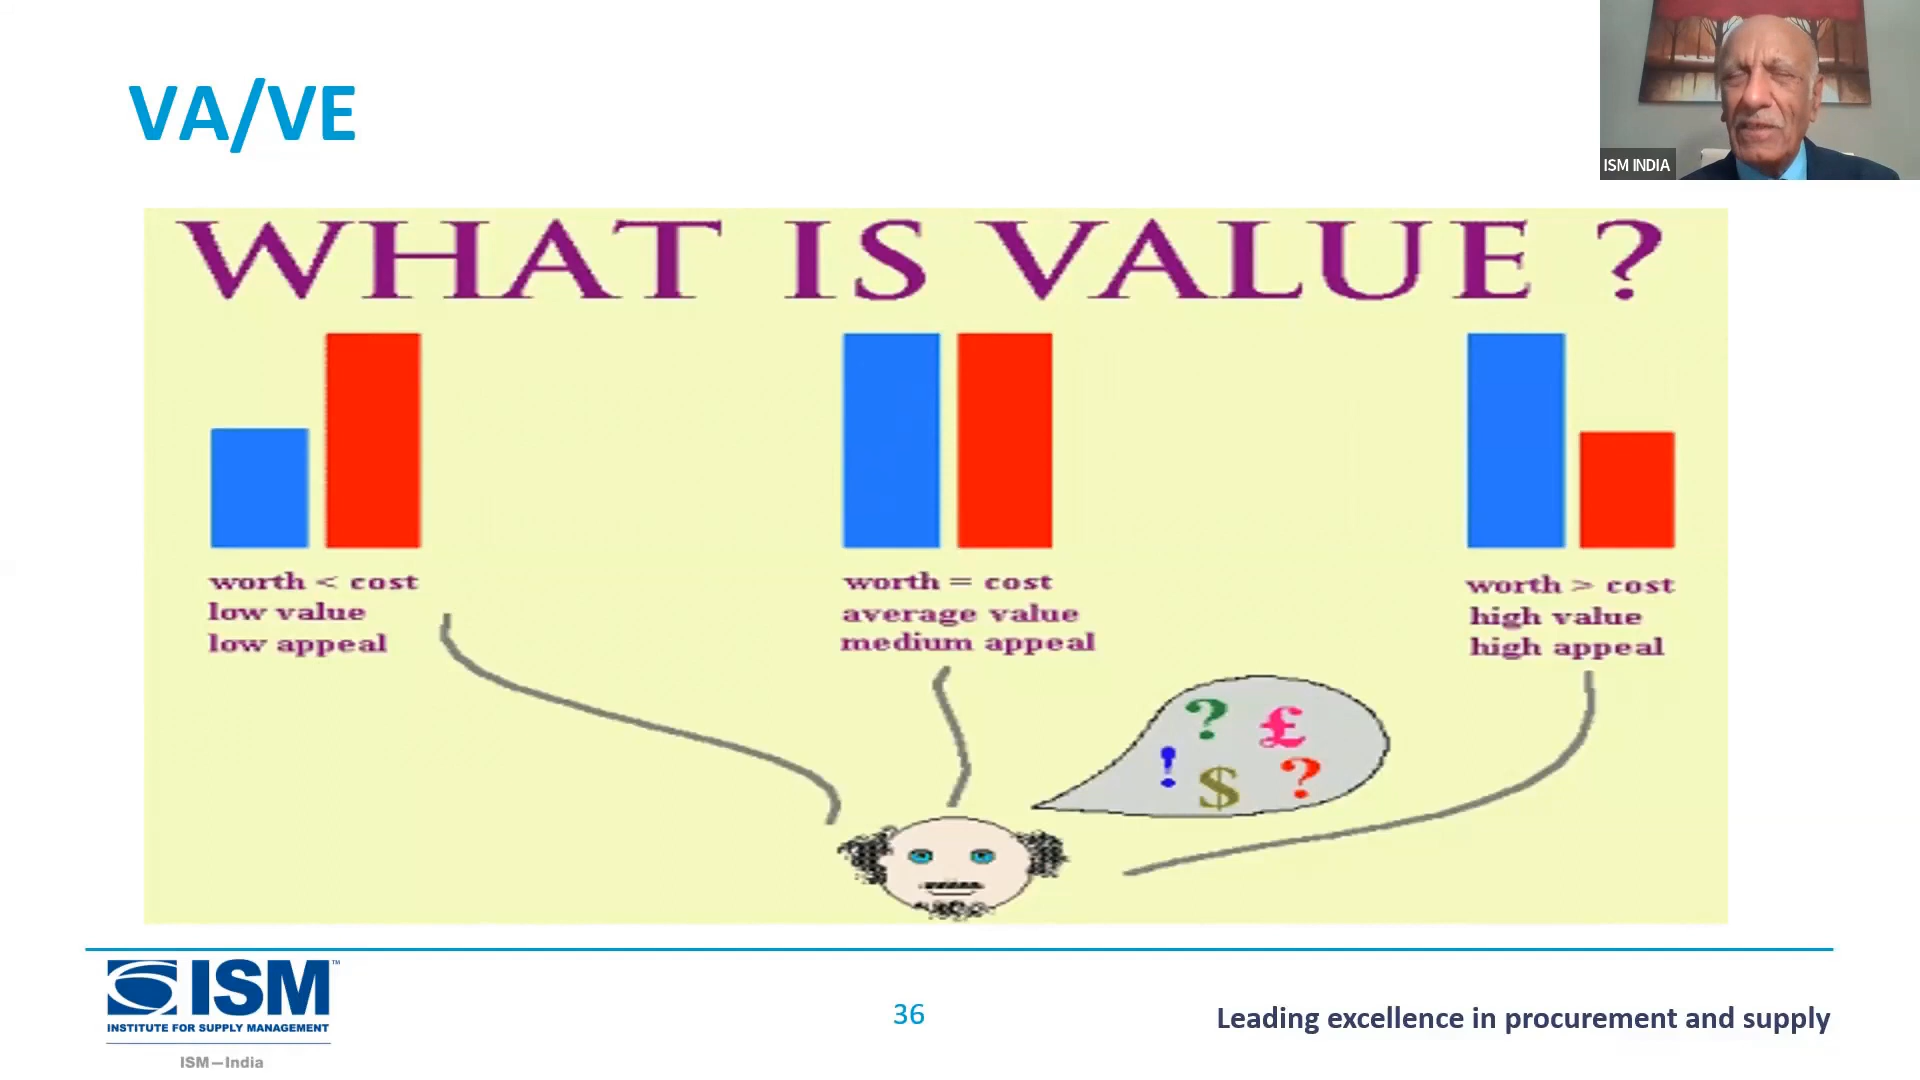 VA/VE
ISM INDIA
WHAT IS VALUE ?
worth < cost
low value
low appeal
worth = cost
average value
medium appeal
worth > cost
high value
high appeal
? £
! $ ?
ISM™
INSTITUTE FOR SUPPLY MANAGEMENT
ISM—India
36
Leading excellence in procurement and supply